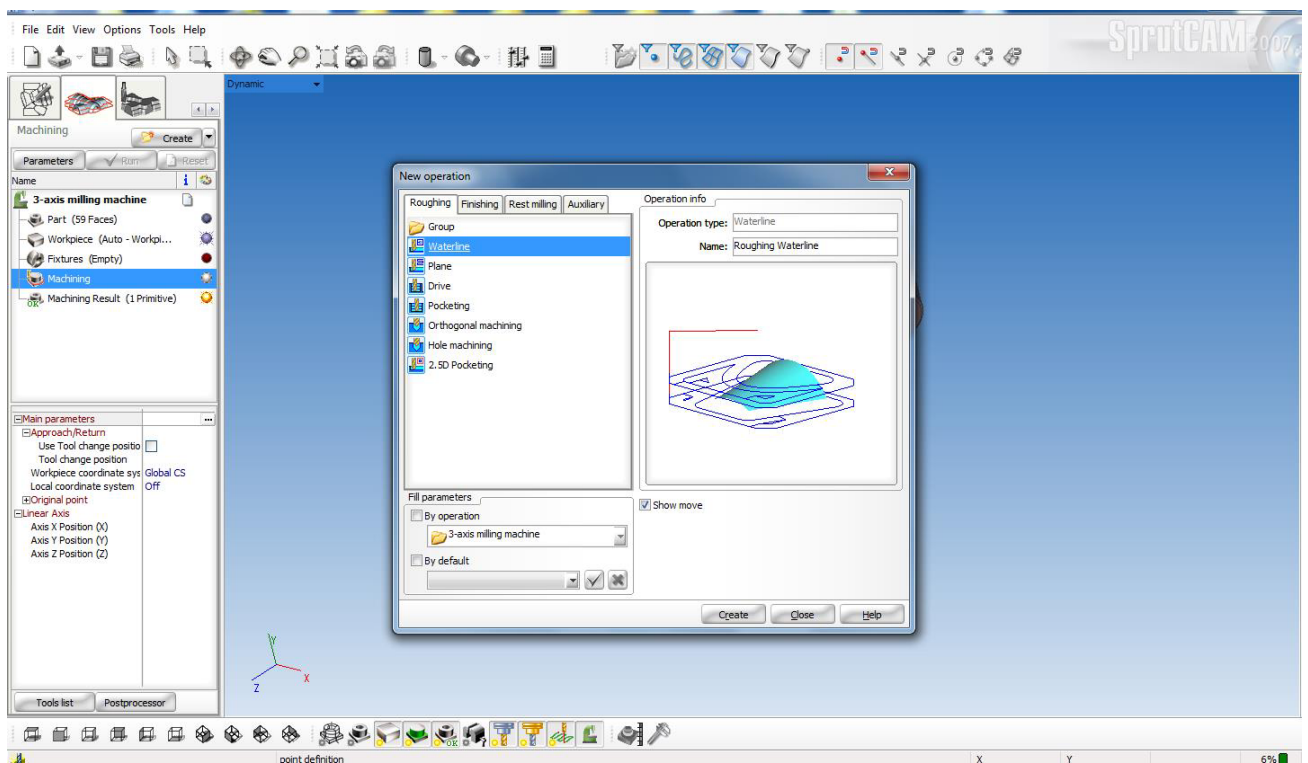 File Edit View Options Tools Help
SprutCAM 2007
Dynamic
Machining
Create
Parameters Run Reset
Name
3-axis milling machine
Part (59 Faces)
Workpiece (Auto - Workpi...
Fixtures (Empty)
Machining
Machining Result (1 Primitive)
Main parameters ...
Approach/Return
Use Tool change positio
Tool change position
Workpiece coordinate sys Global CS
Local coordinate system Off
Original point
Linear Axis
Axis X Position (X)
Axis Y Position (Y)
Axis Z Position (Z)
Tools list Postprocessor
New operation
Roughing Finishing Rest milling Auxiliary
Group
Waterline
Plane
Drive
Pocketing
Orthogonal machining
Hole machining
2.5D Pocketing
Operation info
Operation type: Waterline
Name: Roughing Waterline
Fill parameters
By operation
3-axis milling machine
By default
Show move
Create Close Help
Y
X
Z
OK
point definition X Y 6%